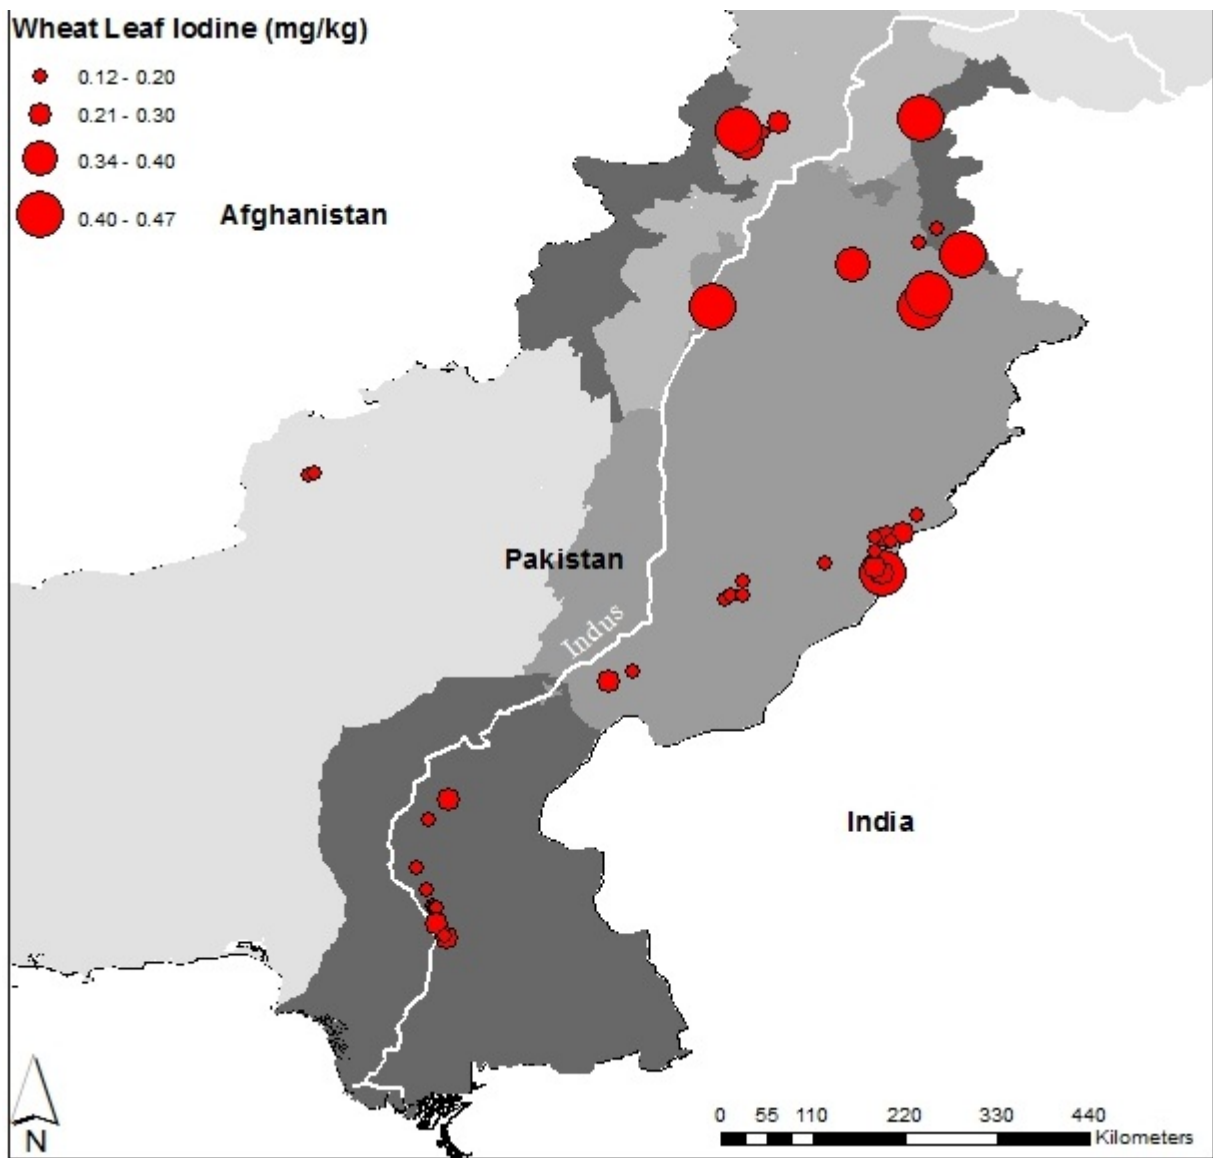 Wheat Leaf Iodine (mg/kg)
0.12 - 0.20
0.21 - 0.30
0.34 - 0.40
0.40 - 0.47
Afghanistan
Pakistan
Indus
India
N
0 55 110 220 330 440
Kilometers